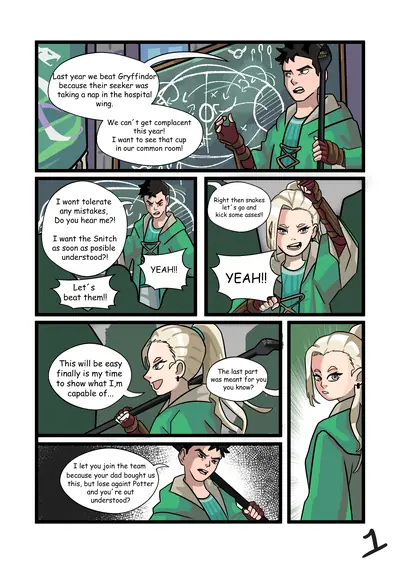 Last year we beat Gryffindor
because their seeker was
taking a nap in the hospital
wing.
We can´t get complacent
this year!
I want to see that cup
in our common room!
I wont tolerate
any mistakes,
Do you hear me?!
I want the Snitch
as soon as posible
understood?!
YEAH!!
Let´s
beat them!!
Right then snakes
let´s go and
kick some asses!!
YEAH!!
This will be easy
finally is my time
to show what I,m
capable of...
The last part
was meant for you
you know?
I let you join the team
because your dad bought us
this, but lose againt Potter
and you're out
understood?
1